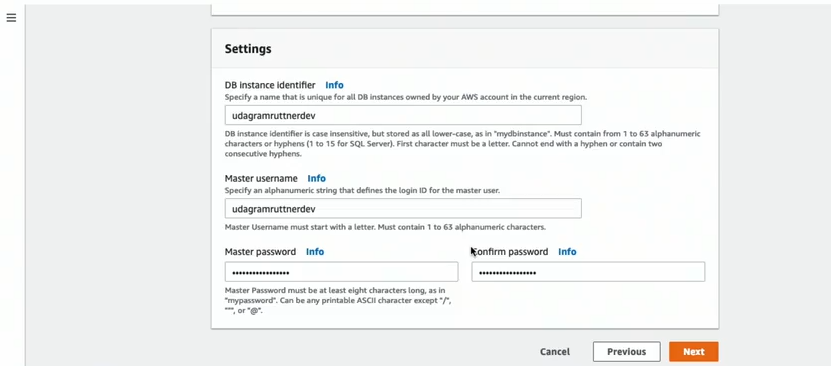 Settings
DB instance identifier Info
Specify a name that is unique for all DB instances owned by your AWS account in the current region.
udagramruttnerdev
DB instance identifier is case insensitive, but stored as all lower-case, as in "mydbinstance". Must contain from 1 to 63 alphanumeric
characters or hyphens (1 to 15 for SQL Server). First character must be a letter. Cannot end with a hyphen or contain two
consecutive hyphens.
Master username Info
Specify an alphanumeric string that defines the login ID for the master user.
udagramruttnerdev
Master Username must start with a letter. Must contain 1 to 63 alphanumeric characters.
Master password Info Confirm password Info
••••••••••••••••• •••••••••••••••••
Master Password must be at least eight characters long, as in
"mypassword". Can be any printable ASCII character except "/",
""", or "@".
Cancel Previous Next